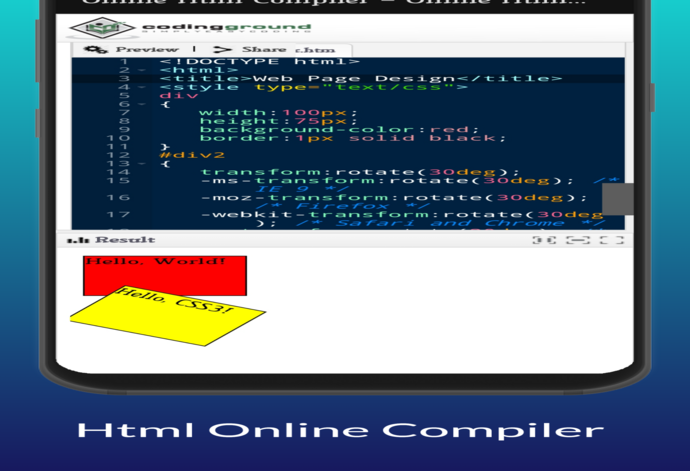 Online Html Compiler - Online Html...
codingground
SIMPLYEASYCODING
Preview | Share t.htm
1 <!DOCTYPE html>
2 <html>
3 <title>Web Page Design</title>
4 <style type="text/css">
5 div
6 {
7 width:100px;
8 height:75px;
9 background-color:red;
10 border:1px solid black;
11 }
12 #div2
13 {
14 transform:rotate(30deg);
15 -ms-transform:rotate(30deg); /*
IE 9 */
16 -moz-transform:rotate(30deg);
/* Firefox */
17 -webkit-transform:rotate(30deg
); /* Safari and Chrome */
Result
Hello, World!
Hello, CSS3!
Html Online Compiler